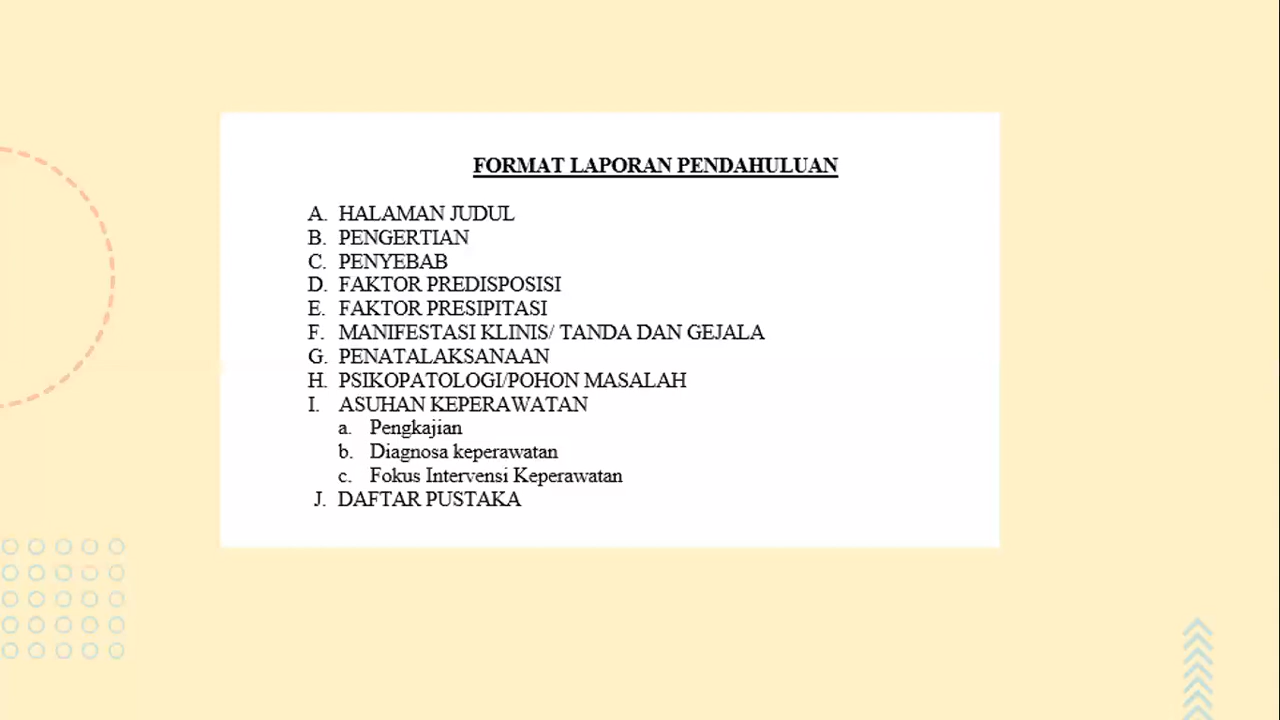 FORMAT LAPORAN PENDAHULUAN
A. HALAMAN JUDUL
B. PENGERTIAN
C. PENYEBAB
D. FAKTOR PREDISPOSISI
E. FAKTOR PRESIPITASI
F. MANIFESTASI KLINIS/ TANDA DAN GEJALA
G. PENATALAKSANAAN
H. PSIKOPATOLOGI/POHON MASALAH
I. ASUHAN KEPERAWATAN
a. Pengkajian
b. Diagnosa keperawatan
c. Fokus Intervensi Keperawatan
J. DAFTAR PUSTAKA